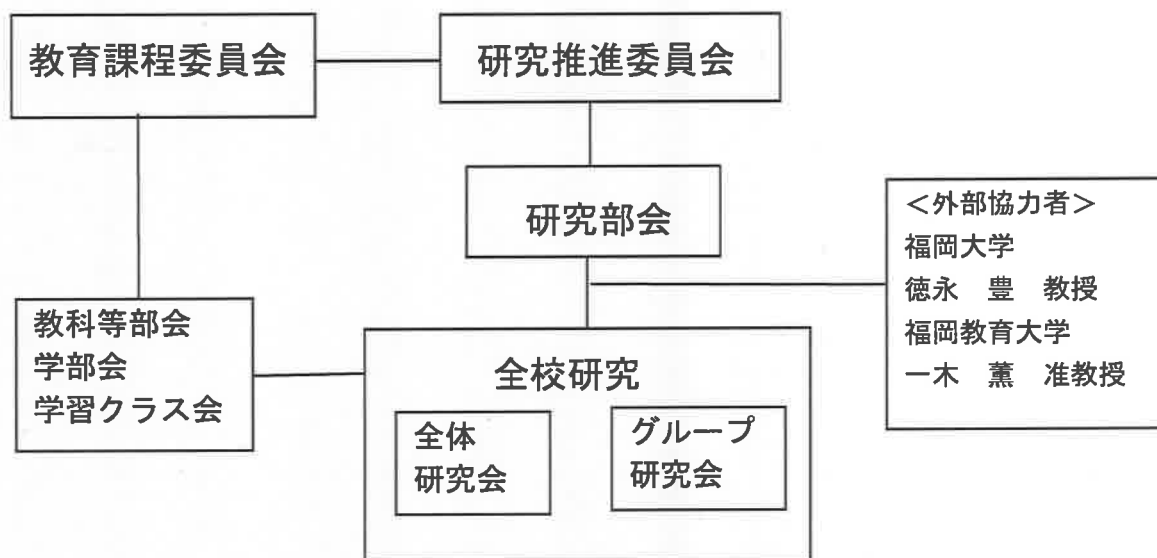 教育課程委員会
研究推進委員会
研究部会
＜外部協力者＞
福岡大学
徳永　豊　教授
福岡教育大学
一木　薫　准教授
教科等部会
学部会
学習クラス会
全校研究
全体
研究会
グループ
研究会